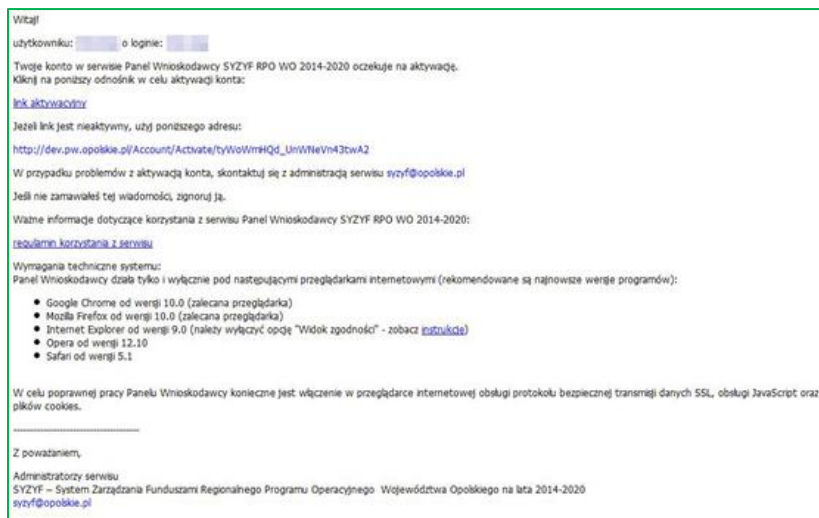 Witaj!
użytkowniku: o loginie:
Twoje konto w serwisie Panel Wnioskodawcy SYZYF RPO WO 2014-2020 oczekuje na aktywację.
Kliknij na poniższy odnośnik w celu aktywacji konta:
link aktywacyjny
Jeżeli link jest nieaktywny, użyj poniższego adresu:
http://dev.pw.opolskie.pl/Account/Activate/tyWoWmHQd_UnWNeVn43twA2
W przypadku problemów z aktywacją konta, skontaktuj się z administracją serwisu syzyf@opolskie.pl
Jeśli nie zamawiałeś tej wiadomości, zignoruj ją.
Ważne informacje dotyczące korzystania z serwisu Panel Wnioskodawcy SYZYF RPO WO 2014-2020:
regulamin korzystania z serwisu
Wymagania techniczne systemu:
Panel Wnioskodawcy działa tylko i wyłącznie pod następującymi przeglądarkami internetowymi (rekomendowane są najnowsze wersje programów):
• Google Chrome od wersji 10.0 (zalecana przeglądarka)
• Mozilla Firefox od wersji 10.0 (zalecana przeglądarka)
• Internet Explorer od wersji 9.0 (należy wyłączyć opcję "Widok zgodności" - zobacz instrukcję)
• Opera od wersji 12.10
• Safari od wersji 5.1
W celu poprawnej pracy Panelu Wnioskodawcy konieczne jest włączenie w przeglądarce internetowej obsługi protokołu bezpiecznej transmisji danych SSL, obsługi JavaScript oraz
plików cookies.
------------------------------------
Z poważaniem,
Administratorzy serwisu
SYZYF – System Zarządzania Funduszami Regionalnego Programu Operacyjnego Województwa Opolskiego na lata 2014-2020
syzyf@opolskie.pl